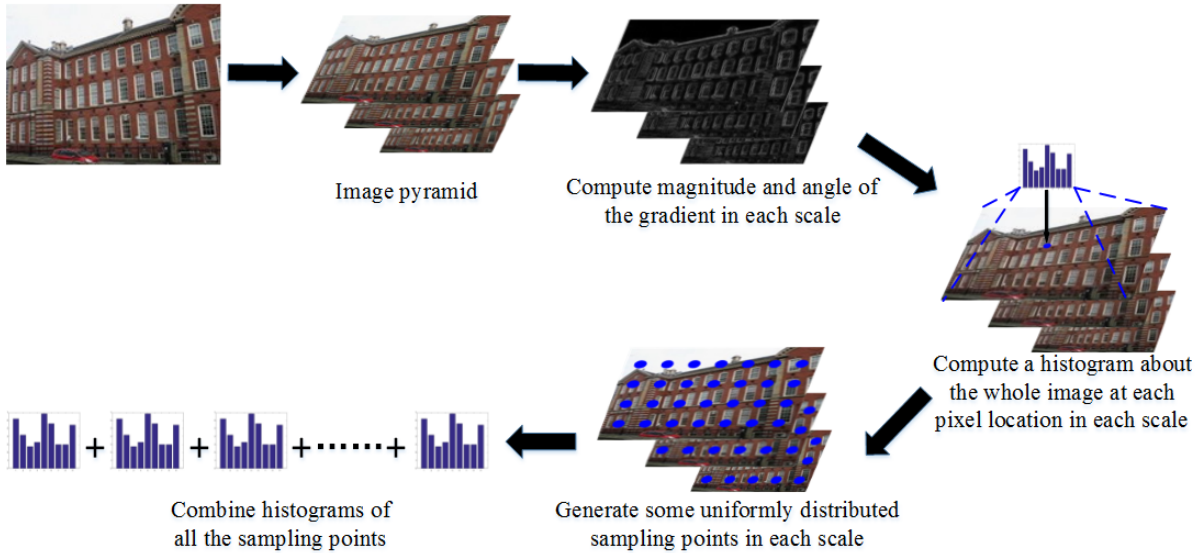 Image pyramid
Compute magnitude and angle of
the gradient in each scale
Compute a histogram about
the whole image at each
pixel location in each scale
Generate some uniformly distributed
sampling points in each scale
Combine histograms of
all the sampling points